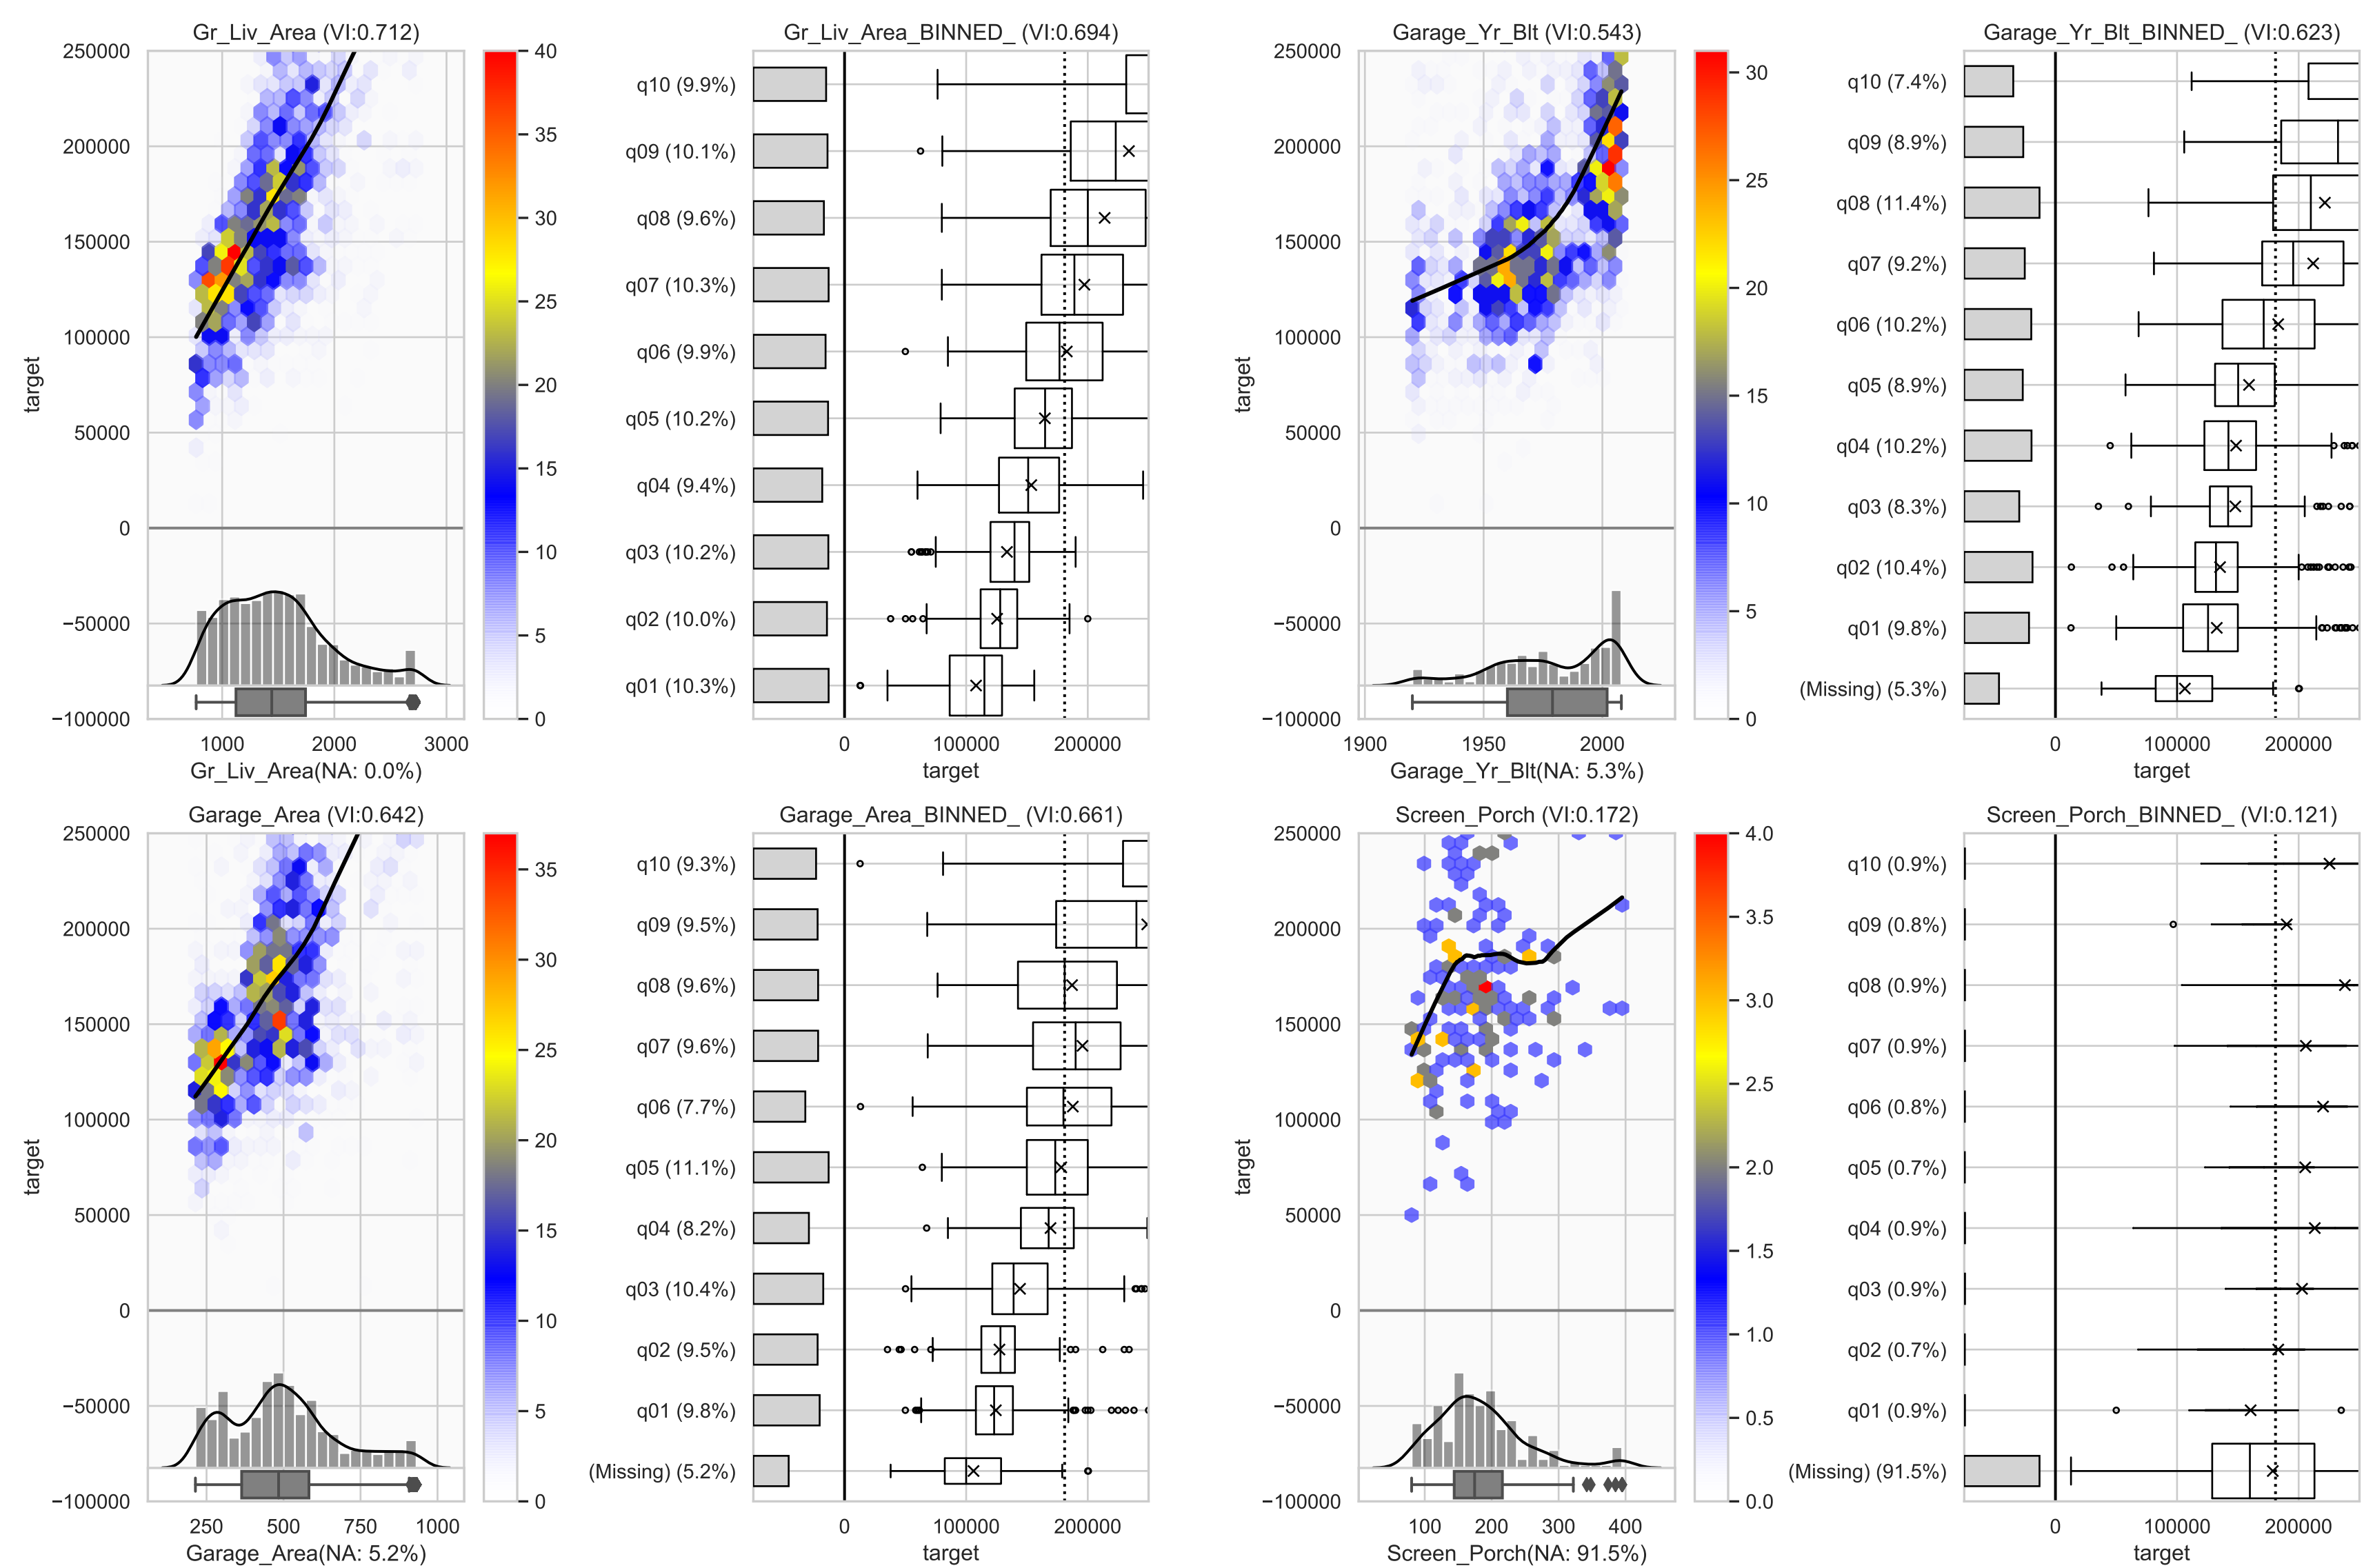 Gr_Liv_Area (VI:0.712)
250000
200000
150000
100000
50000
0
−50000
−100000
target
1000 2000 3000
Gr_Liv_Area(NA: 0.0%)
40
35
30
25
20
15
10
5
0
Gr_Liv_Area_BINNED_ (VI:0.694)
q10 (9.9%)
q09 (10.1%)
q08 (9.6%)
q07 (10.3%)
q06 (9.9%)
q05 (10.2%)
q04 (9.4%)
q03 (10.2%)
q02 (10.0%)
q01 (10.3%)
0 100000 200000
target
Garage_Yr_Blt (VI:0.543)
250000
200000
150000
100000
50000
0
−50000
−100000
target
1900 1950 2000
Garage_Yr_Blt(NA: 5.3%)
30
25
20
15
10
5
0
Garage_Yr_Blt_BINNED_ (VI:0.623)
q10 (7.4%)
q09 (8.9%)
q08 (11.4%)
q07 (9.2%)
q06 (10.2%)
q05 (8.9%)
q04 (10.2%)
q03 (8.3%)
q02 (10.4%)
q01 (9.8%)
(Missing) (5.3%)
0 100000 200000
target
Garage_Area (VI:0.642)
250000
200000
150000
100000
50000
0
−50000
−100000
target
250 500 750 1000
Garage_Area(NA: 5.2%)
35
30
25
20
15
10
5
0
Garage_Area_BINNED_ (VI:0.661)
q10 (9.3%)
q09 (9.5%)
q08 (9.6%)
q07 (9.6%)
q06 (7.7%)
q05 (11.1%)
q04 (8.2%)
q03 (10.4%)
q02 (9.5%)
q01 (9.8%)
(Missing) (5.2%)
0 100000 200000
target
Screen_Porch (VI:0.172)
250000
200000
150000
100000
50000
0
−50000
−100000
target
100 200 300 400
Screen_Porch(NA: 91.5%)
4.0
3.5
3.0
2.5
2.0
1.5
1.0
0.5
0.0
Screen_Porch_BINNED_ (VI:0.121)
q10 (0.9%)
q09 (0.8%)
q08 (0.9%)
q07 (0.9%)
q06 (0.8%)
q05 (0.7%)
q04 (0.9%)
q03 (0.9%)
q02 (0.7%)
q01 (0.9%)
(Missing) (91.5%)
0 100000 200000
target